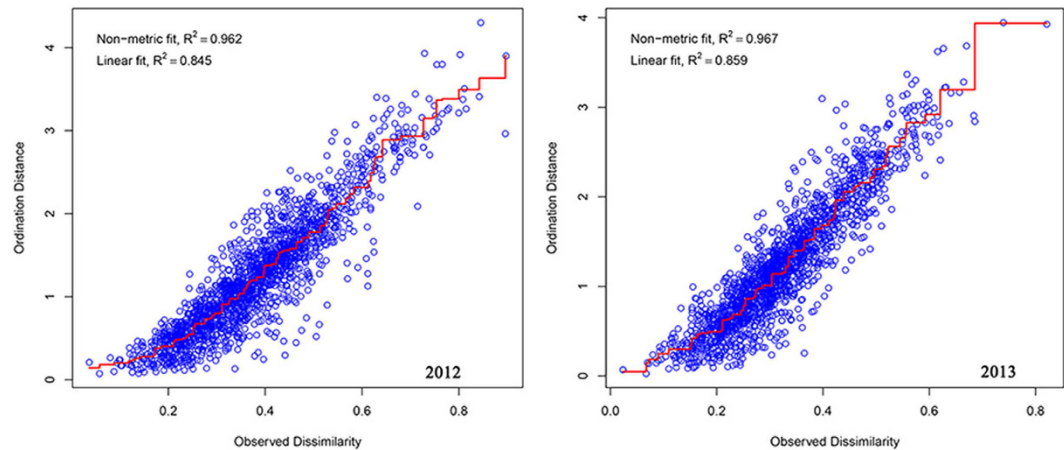 Non-metric fit, R² = 0.962
Linear fit, R² = 0.845
4
3
2
1
0
Ordination Distance
2012
0.2 0.4 0.6 0.8
Observed Dissimilarity
Non-metric fit, R² = 0.967
Linear fit, R² = 0.859
4
3
2
1
0
Ordination Distance
2013
0.0 0.2 0.4 0.6 0.8
Observed Dissimilarity